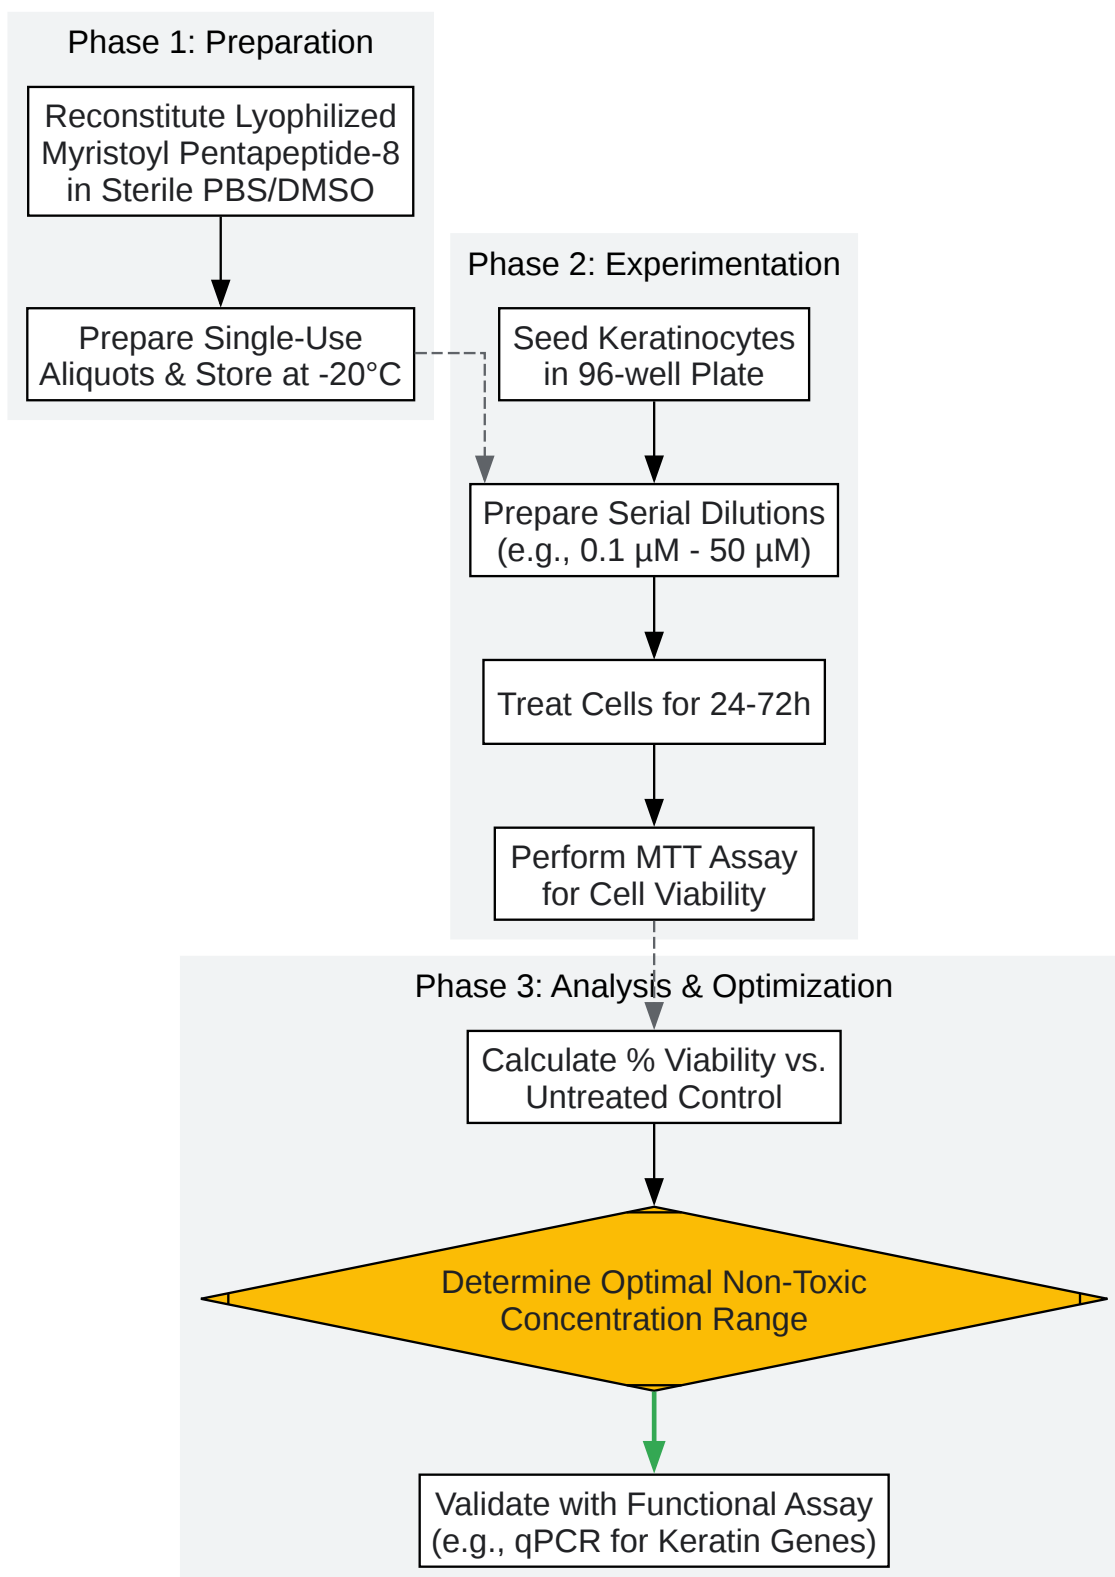 Phase 1: Preparation
Reconstitute Lyophilized
Myristoyl Pentapeptide-8
in Sterile PBS/DMSO
Prepare Single-Use
Aliquots & Store at -20°C
Phase 2: Experimentation
Seed Keratinocytes
in 96-well Plate
Prepare Serial Dilutions
(e.g., 0.1 µM - 50 µM)
Treat Cells for 24-72h
Perform MTT Assay
for Cell Viability
Phase 3: Analysis & Optimization
Calculate % Viability vs.
Untreated Control
Determine Optimal Non-Toxic
Concentration Range
Validate with Functional Assay
(e.g., qPCR for Keratin Genes)